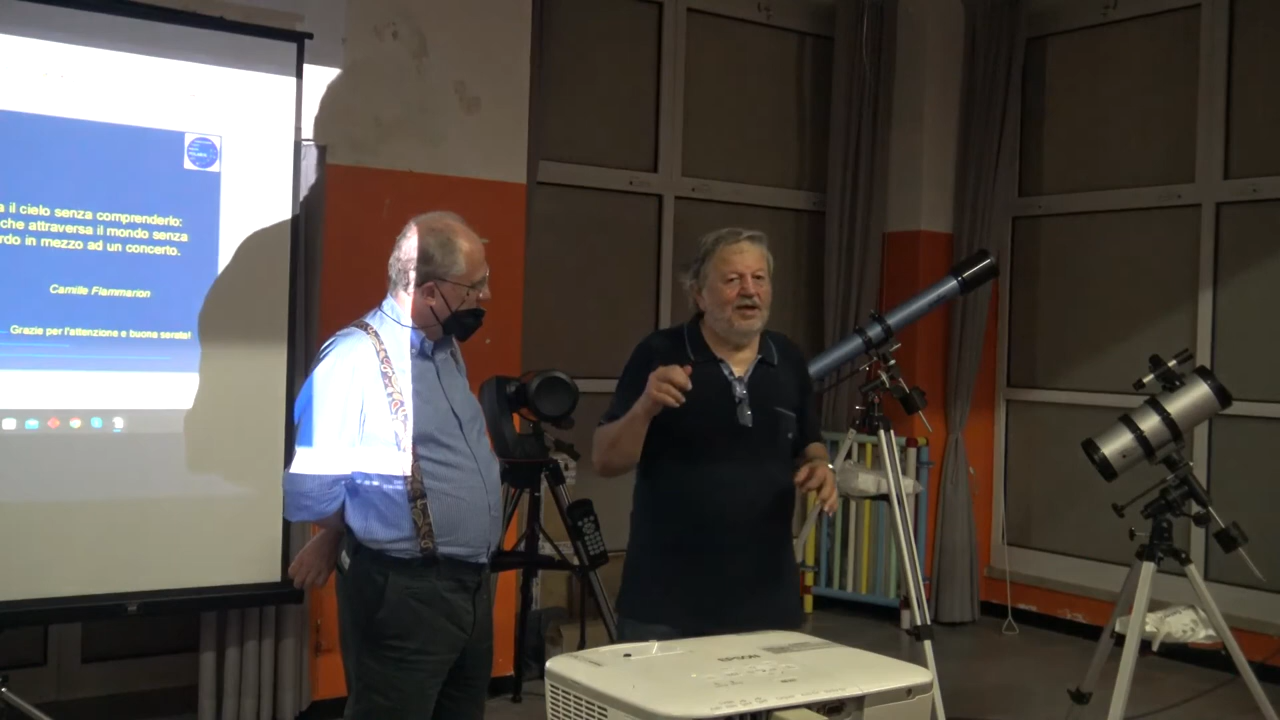 a il cielo senza comprenderlo:
che attraversa il mondo senza
rdo in mezzo ad un concerto.
Camille Flammarion
Grazie per l'attenzione e buona serata!
EPSON